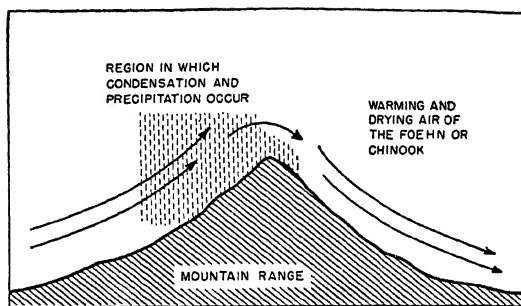 REGION IN WHICH
CONDENSATION AND
PRECIPITATION OCCUR
WARMING AND
DRYING AIR OF
THE FOEHN OR
CHINOOK
MOUNTAIN RANGE